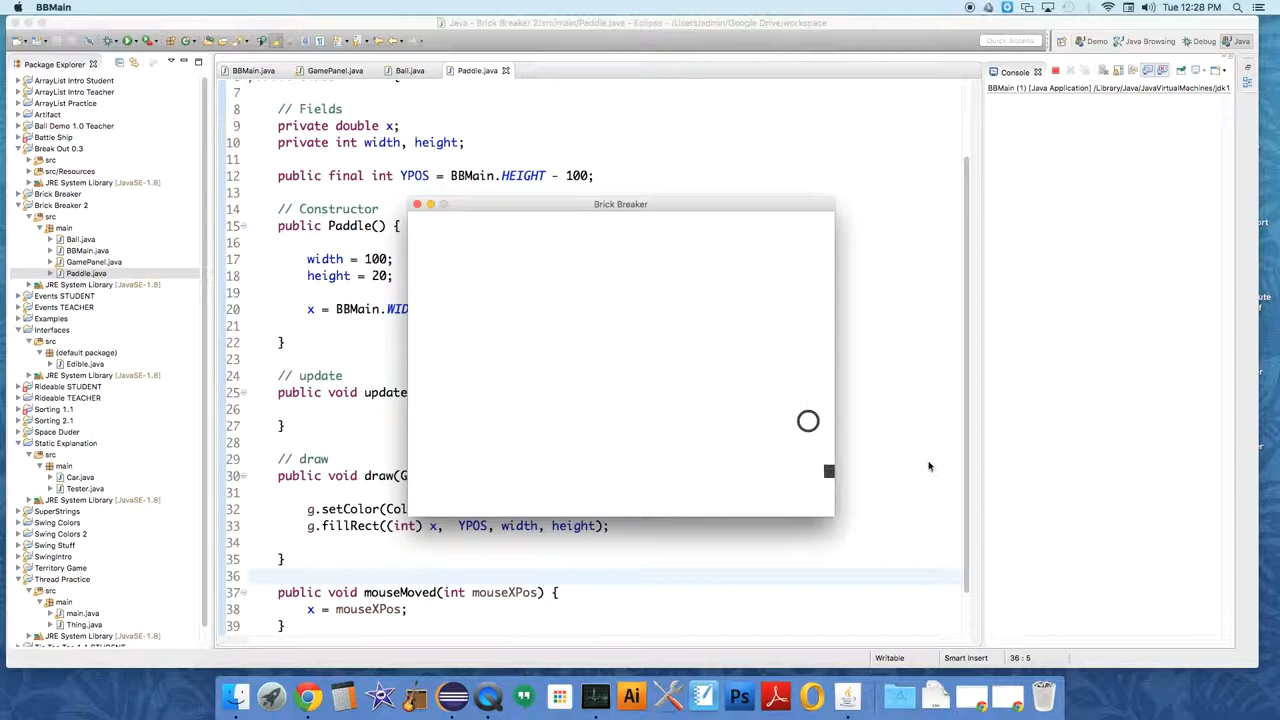 BBMain
Tue 12:28 PM
Java - Brick Breaker 2/src/main/Paddle.java - Eclipse - /Users/admin/Google Drive/workspace
Quick Access
Demo
Java Browsing
Debug
Java
Package Explorer
BBMain.java
GamePanel.java
Ball.java
Paddle.java
Console
BBMain (1) [Java Application] /Library/Java/JavaVirtualMachines/jdk1.
ArrayList Intro Student
ArrayList Intro Teacher
ArrayList Practice
Artifact
Ball Demo 1.0 Teacher
Battle Ship
Break Out 0.3
src
src/Resources
JRE System Library [JavaSE-1.8]
Brick Breaker
Brick Breaker 2
src
main
Ball.java
BBMain.java
GamePanel.java
Paddle.java
JRE System Library [JavaSE-1.8]
Events STUDENT
Events TEACHER
Examples
Interfaces
src
(default package)
Edible.java
JRE System Library [JavaSE-1.8]
Rideable STUDENT
Rideable TEACHER
Sorting 1.1
Sorting 2.1
Space Duder
Static Explanation
src
main
Car.java
Tester.java
JRE System Library [JavaSE-1.8]
SuperStrings
Swing Colors
Swing Colors 2
Swing Stuff
SwingIntro
Territory Game
Thread Practice
src
main
main.java
Thing.java
JRE System Library [JavaSE-1.8]
7
8 // Fields
9 private double x;
10 private int width, height;
11
12 public final int YPOS = BBMain.HEIGHT - 100;
13
14 // Constructor
15 public Paddle() {
16
17 width = 100;
18 height = 20;
19
20 x = BBMain.WID
21
22 }
23
24 // update
25 public void update
26
27 }
28
29 // draw
30 public void draw(G
31
32 g.setColor(Col
33 g.fillRect((int) x, YPOS, width, height);
34
35 }
36
37 public void mouseMoved(int mouseXPos) {
38 x = mouseXPos;
39 }
Brick Breaker
Writable
Smart Insert
36 : 5
Ai
Ps